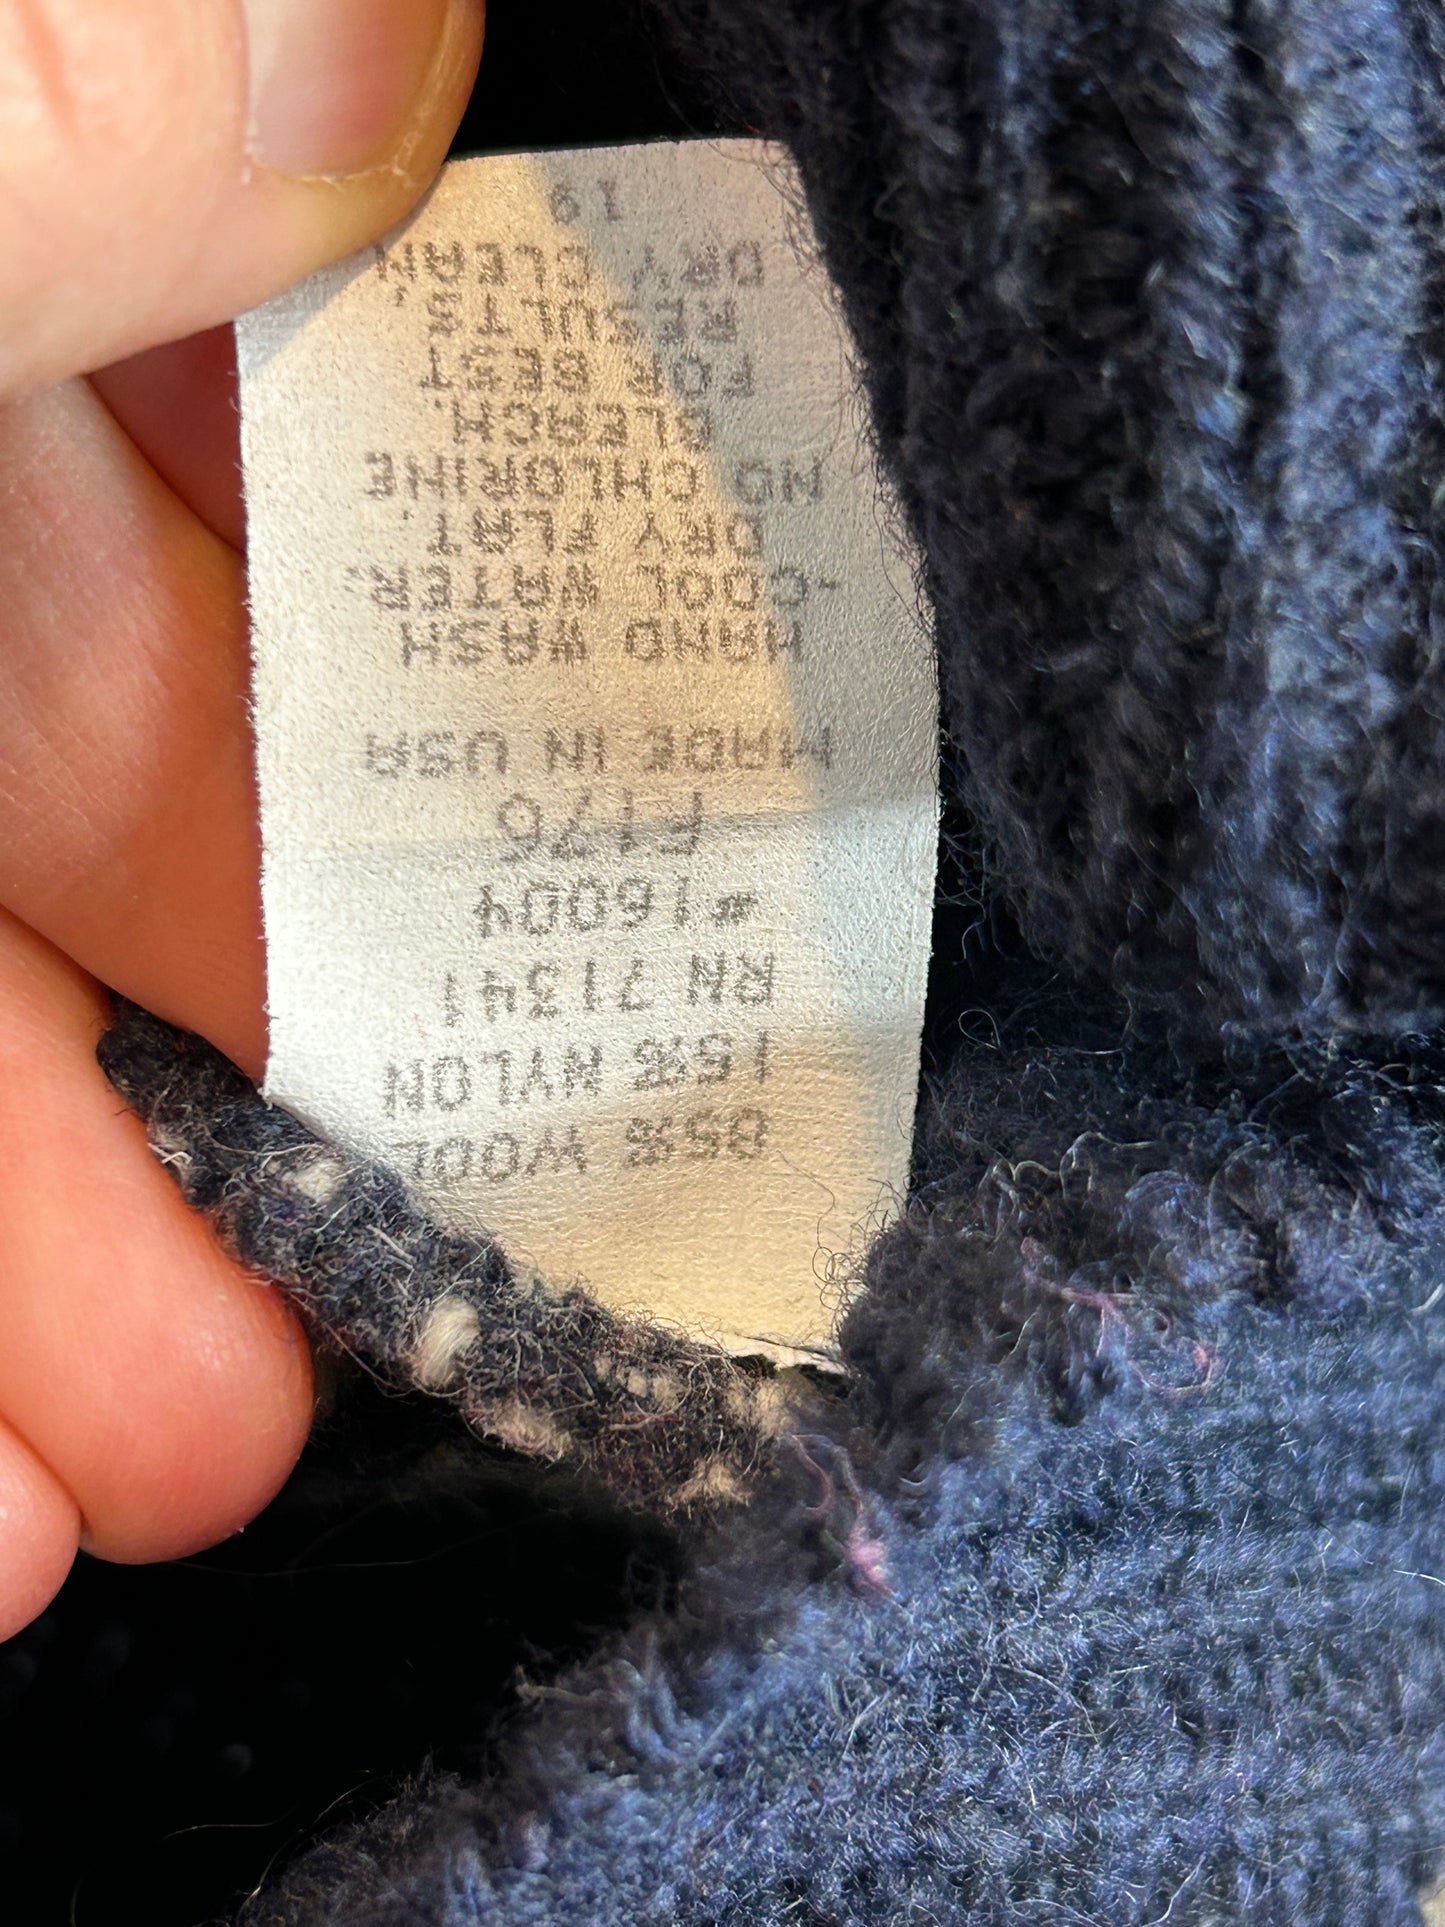 85% WOOL
15% NYLON
RN 71341
#16004
F176
MADE IN USA
HAND WASH
-COOL WATER.
DRY FLAT.
NO CHLORINE
BLEACH.
FOR BEST
RESULTS
DRY CLEAN.
19